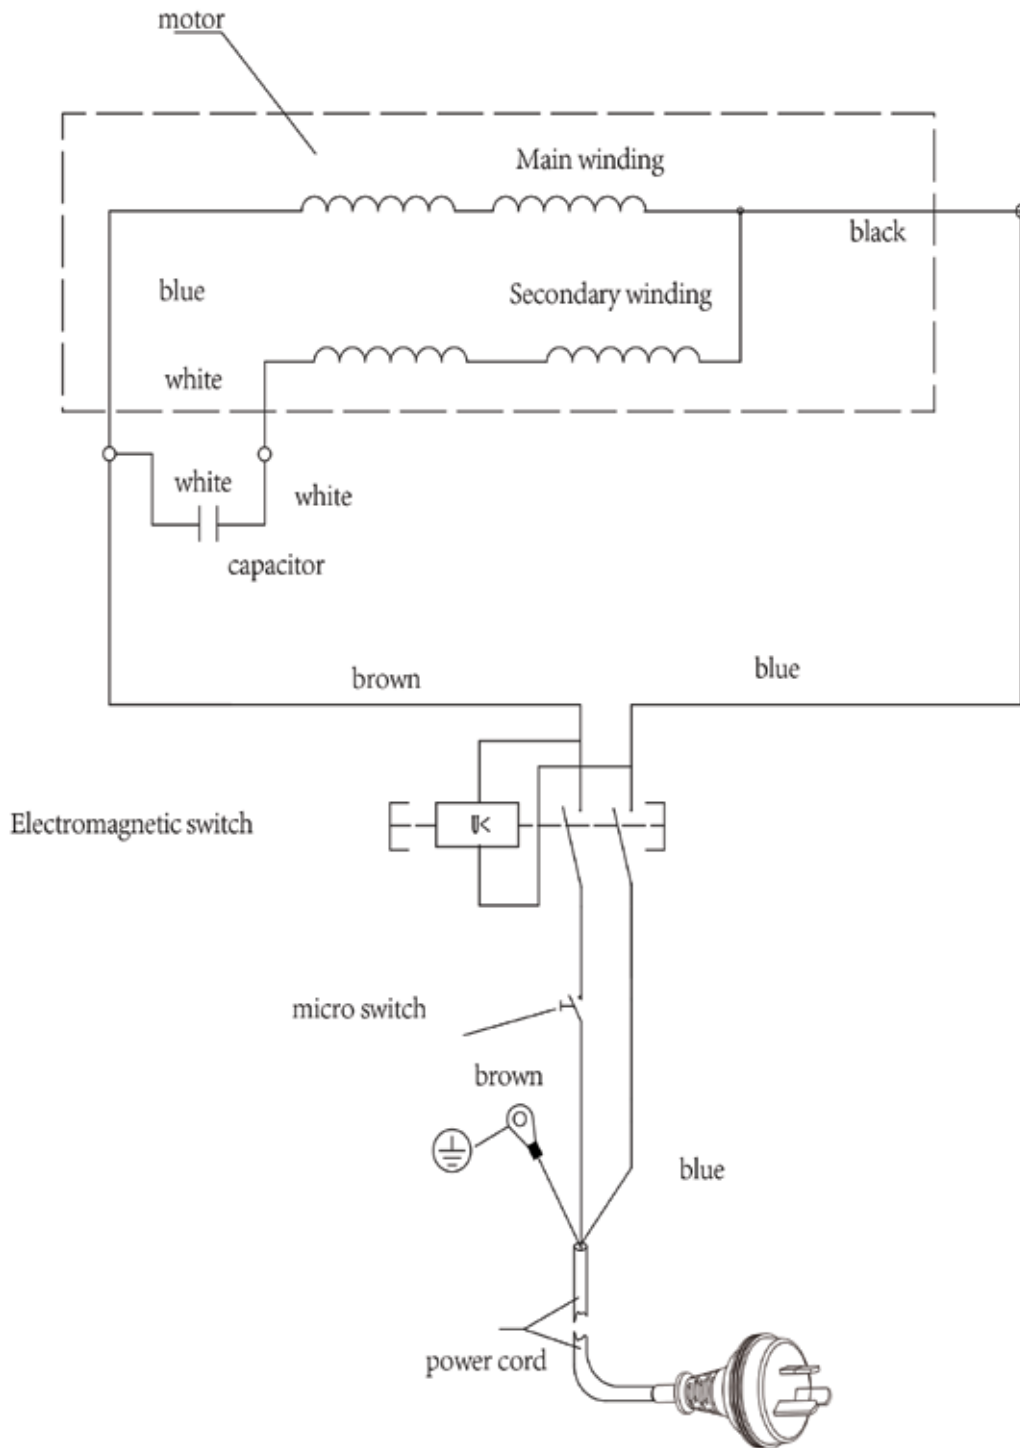 motor
Main winding
black
blue
Secondary winding
white
white
white
capacitor
brown
blue
Electromagnetic switch
U<
micro switch
brown
blue
power cord